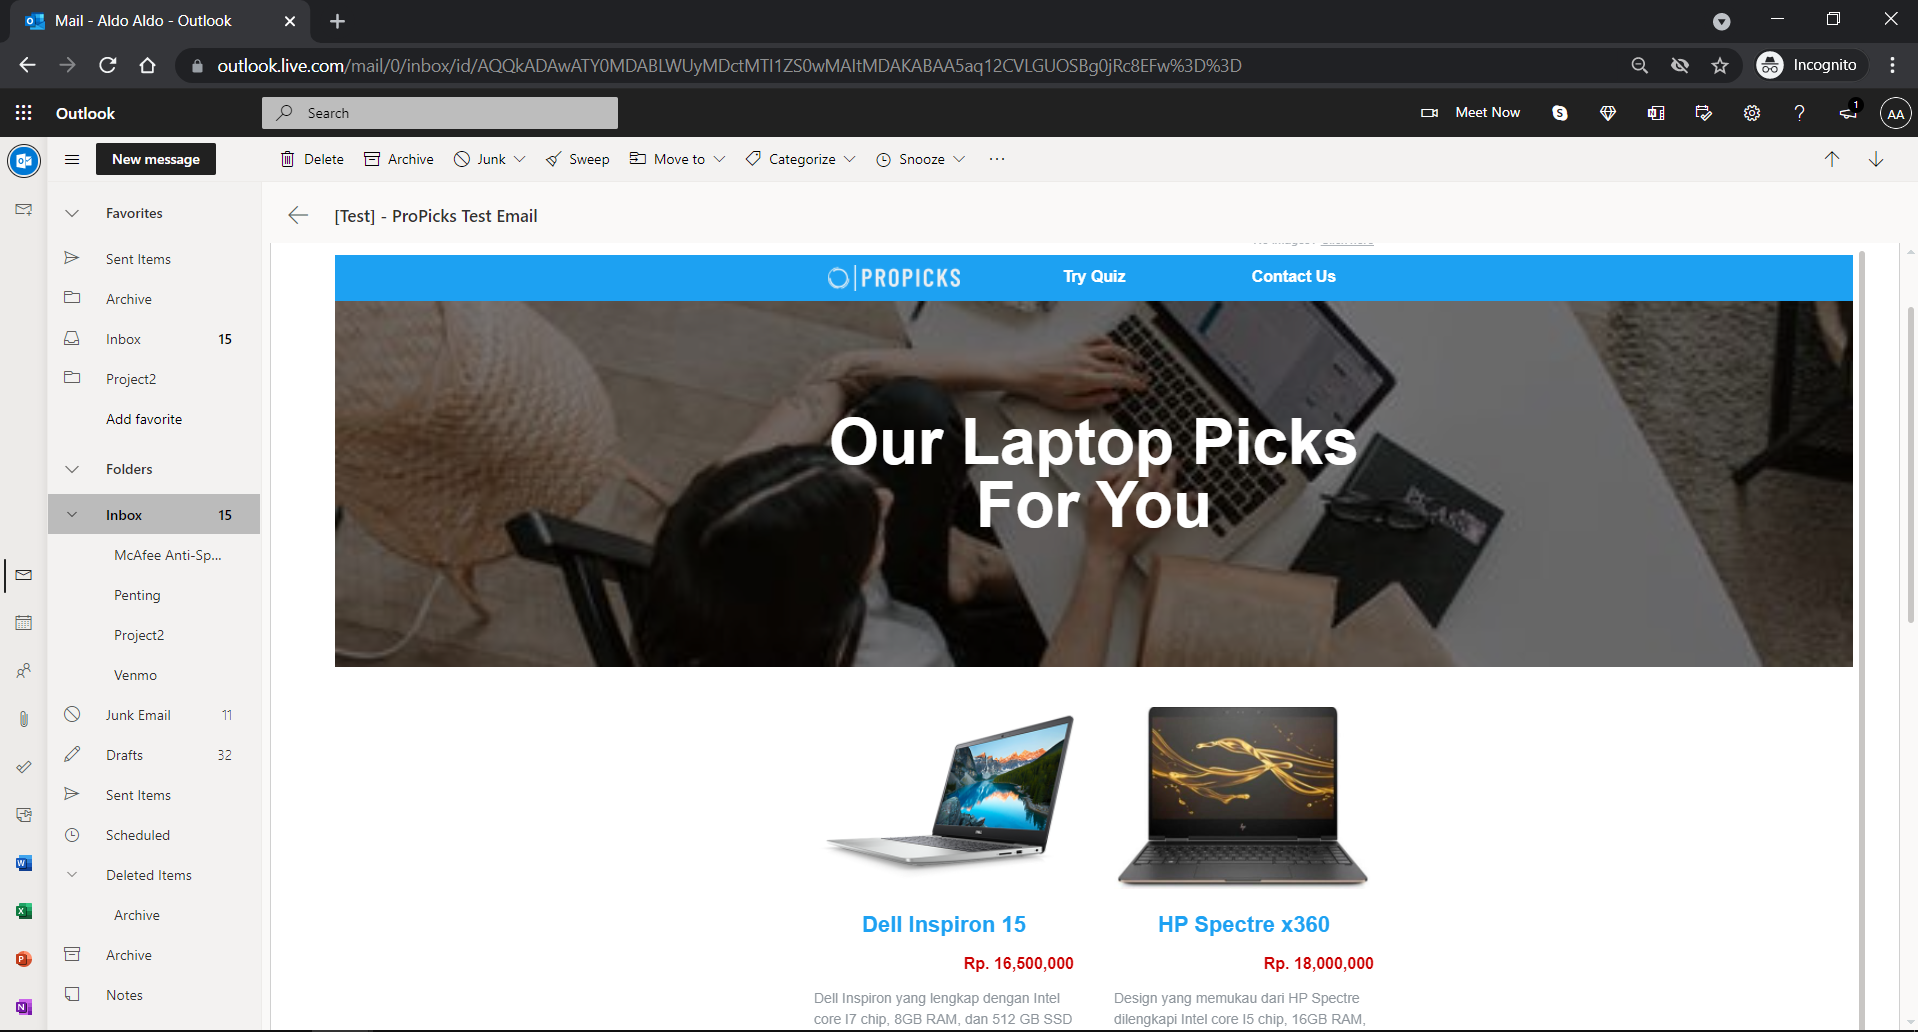 Mail - Aldo Aldo - Outlook
outlook.live.com/mail/0/inbox/id/AQQkADAwATY0MDABLWUyMDctMTI1ZS0wMAItMDAKABAA5aq12CVLGUOSBg0jRc8EFw%3D%3D
Incognito
Outlook
Search
Meet Now
1
AA
New message
Delete
Archive
Junk
Sweep
Move to
Categorize
Snooze
Favorites
Sent Items
Archive
Inbox 15
Project2
Add favorite
Folders
Inbox 15
McAfee Anti-Sp...
Penting
Project2
Venmo
Junk Email 11
Drafts 32
Sent Items
Scheduled
Deleted Items
Archive
Archive
Notes
[Test] - ProPicks Test Email
PROPICKS
Try Quiz
Contact Us
Our Laptop Picks
For You
Dell Inspiron 15
Rp. 16,500,000
Dell Inspiron yang lengkap dengan Intel
core I7 chip, 8GB RAM, dan 512 GB SSD
HP Spectre x360
Rp. 18,000,000
Design yang memukau dari HP Spectre
dilengkapi Intel core I5 chip, 16GB RAM,